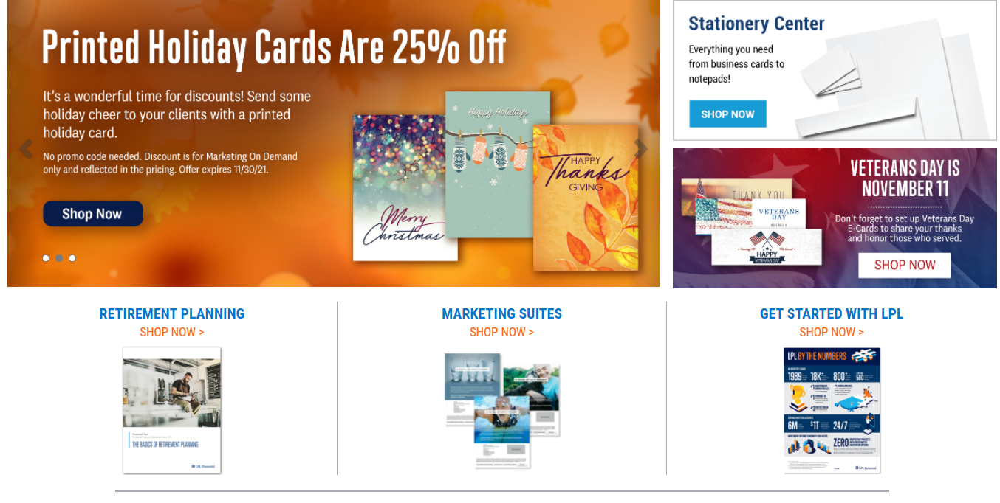 Printed Holiday Cards Are 25% Off
It's a wonderful time for discounts! Send some
holiday cheer to your clients with a printed
holiday card.
No promo code needed. Discount is for Marketing On Demand
only and reflected in the pricing. Offer expires 11/30/21.
Shop Now
Merry
Christmas
Happy Holidays
HAPPY
Thanks
GIVING
Stationery Center
Everything you need
from business cards to
notepads!
SHOP NOW
THANK YOU
VETERANS
DAY
NOVEMBER 11
HAPPY
VETERANS DAY
VETERANS DAY IS
NOVEMBER 11
Don't forget to set up Veterans Day
E-Cards to share your thanks
and honor those who served.
SHOP NOW
RETIREMENT PLANNING
SHOP NOW >
THE BASICS OF RETIREMENT PLANNING
LPL Financial
MARKETING SUITES
SHOP NOW >
GET STARTED WITH LPL
SHOP NOW >
LPL BY THE NUMBERS
1989 18K+ 800+ 500
#1
#1
6M $1T 24/7
ZERO
LPL Financial